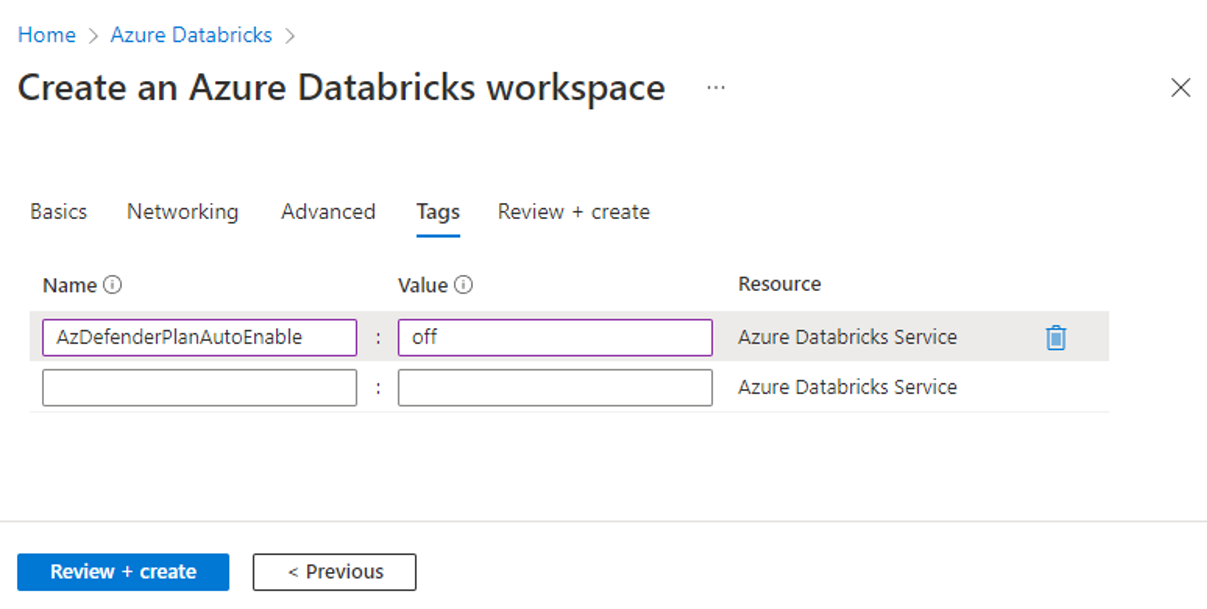 Home > Azure Databricks >
Create an Azure Databricks workspace ...
Basics Networking Advanced Tags Review + create
Name Value Resource
AzDefenderPlanAutoEnable : off Azure Databricks Service
: Azure Databricks Service
Review + create < Previous